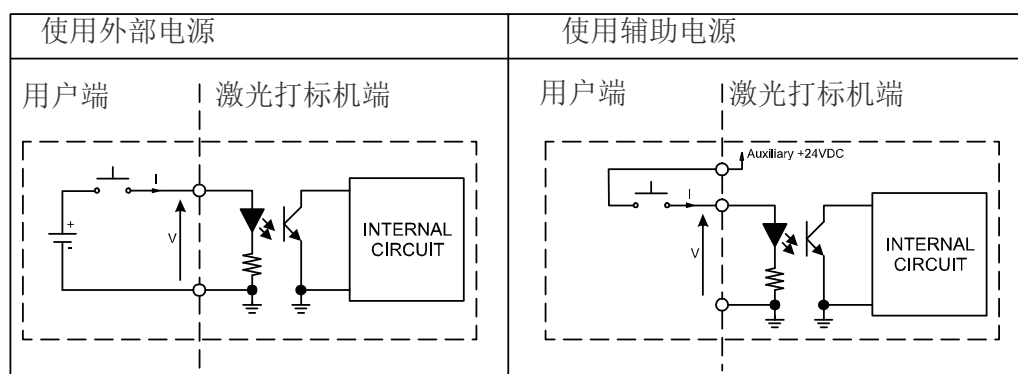 使用外部电源
使用辅助电源
用户端
激光打标机端
I
+
-
V
INTERNAL
CIRCUIT
用户端
激光打标机端
Auxiliary +24VDC
I
V
INTERNAL
CIRCUIT